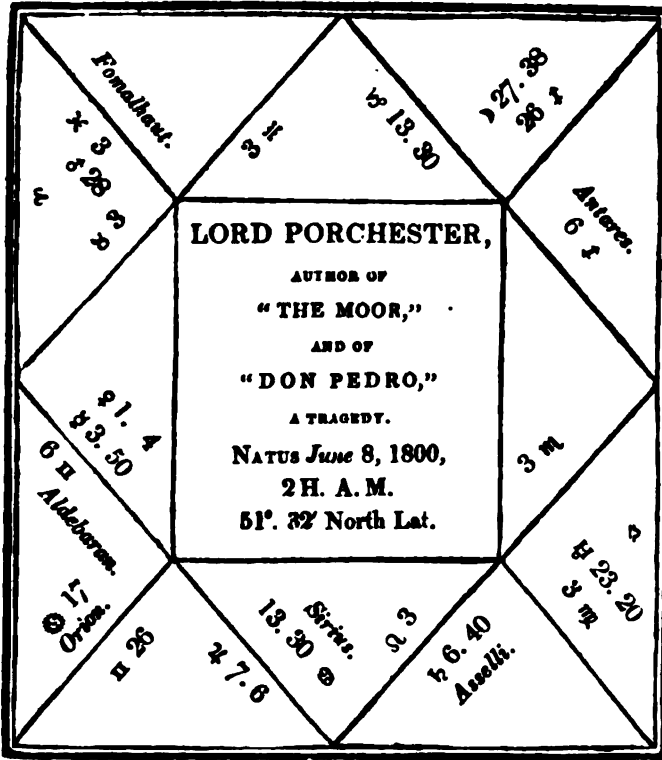 Fomalhaut.
♓ 3
♂ 28
♉ 3
3 ♓
♑ 13. 30
☽ 27. 38
26 ♐
Antares.
6 ♐
LORD PORCHESTER,
AUTHOR OF
“THE MOOR,”
AND OF
“DON PEDRO,”
A TRAGEDY.
NATUS June 8, 1800,
2 H. A. M.
51°. 32′ North Lat.
♀ 1. 4
☿ 3. 50
6 ♊
Aldebaran.
♋ 17
Orion.
♊ 26
♃ 7. 6
Sirius.
13. 30 ♋
♌ 3
♄ 6. 40
Asselli.
3 ♏
♅ 23. 20
3 ♍